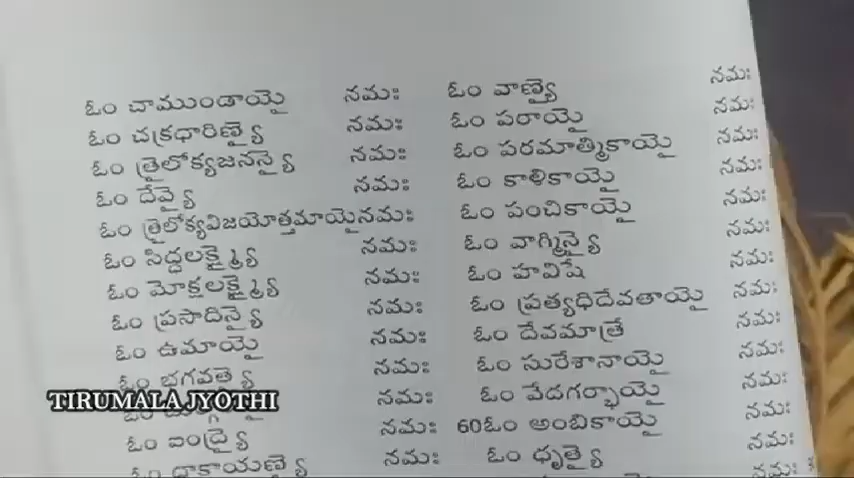 ఓం చాముండాయై నమః
ఓం చక్రధారిణ్యై నమః
ఓం త్రైలోక్యజనన్యై నమః
ఓం దేవ్యై నమః
ఓం త్రైలోక్యవిజయోత్తమాయైనమః
ఓం సిద్ధలక్ష్మ్యై నమః
ఓం మోక్షలక్ష్మ్యై నమః
ఓం ప్రసాదిన్యై నమః
ఓం ఉమాయై నమః
ఓం భగవత్యై నమః
నమః
ఓం ఐంద్ర్యై నమః
ఓం దాకాయణ్యై నమః
ఓం వాణ్యై నమః
ఓం పరాయై నమః
ఓం పరమాత్మికాయై నమః
ఓం కాళికాయై నమః
ఓం పంచికాయై నమః
ఓం వాగ్మిన్యై నమః
ఓం హవిషే నమః
ఓం ప్రత్యధిదేవతాయై నమః
ఓం దేవమాత్రే నమః
ఓం సురేశానాయై నమః
ఓం వేదగర్భాయై నమః
60ఓం అంబికాయై నమః
ఓం ధృత్యై నమః
నమః
TIRUMALA JYOTHI